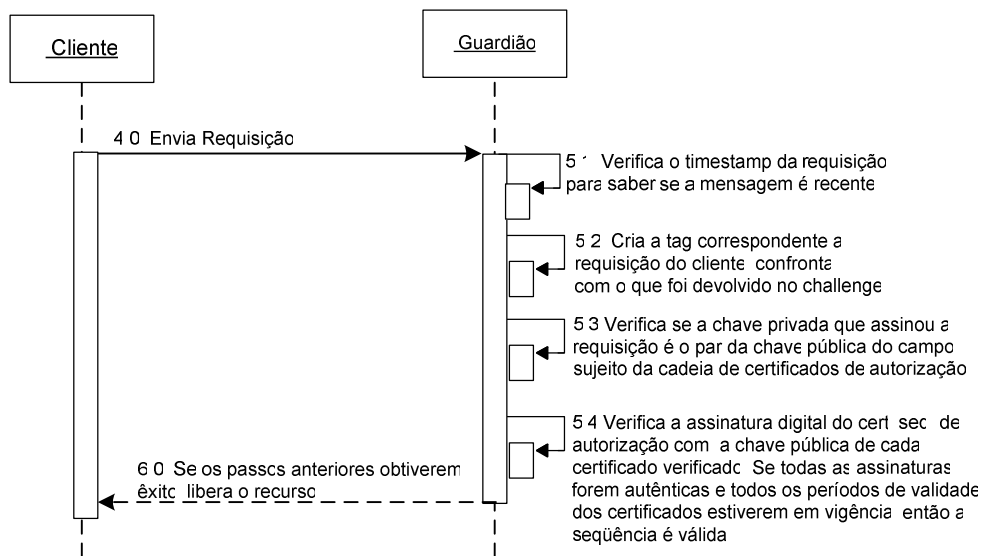 Cliente
Guardião
4 0 Envia Requisição
5 1 Verifica o timestamp da requisição
para saber se a mensagem é recente
5 2 Cria a tag correspondente a
requisição do cliente confronta
com o que foi devolvido no challenge
5 3 Verifica se a chave privada que assinou a
requisição é o par da chave pública do campo
sujeito da cadeia de certificados de autorização
5 4 Verifica a assinatura digital do cert sec de
autorização com a chave pública de cada
certificado verificado Se todas as assinaturas
forem autênticas e todos os períodos de validade
dos certificados estiverem em vigência então a
seqüência é válida
6 0 Se os passos anteriores obtiverem
êxito libera o recurso